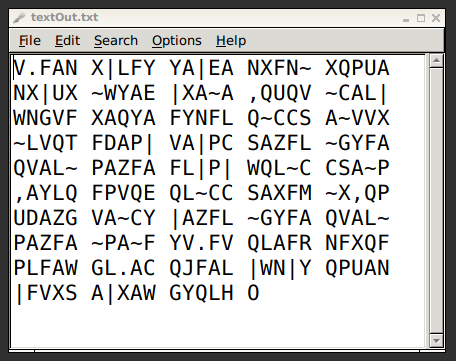 textOut.txt
File Edit Search Options Help
V.FAN X|LFY YA|EA NXFN~ XQPUA
NX|UX ~WYAE |XA~A ,QUQV ~CAL|
WNGVF XAQYA FYNFL Q~CCS A~VVX
~LVQT FDAP| VA|PC SAZFL ~GYFA
QVAL~ PAZFA FL|P| WQL~C CSA~P
,AYLQ FPVQE QL~CC SAXFM ~X,QP
UDAZG VA~CY |AZFL ~GYFA QVAL~
PAZFA ~PA~F YV.FV QLAFR NFXQF
PLFAW GL.AC QJFAL |WN|Y QPUAN
|FVXS A|XAW GYQLH O